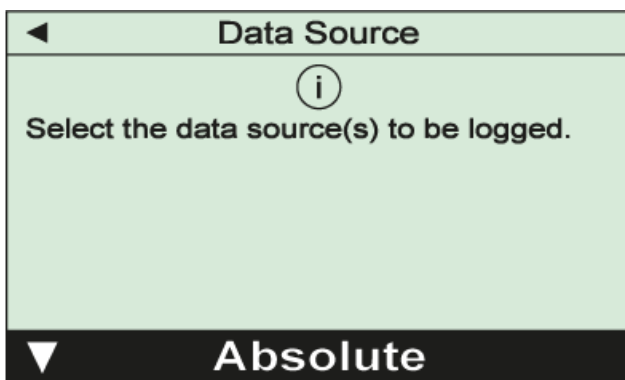 Data Source
i
Select the data source(s) to be logged.
Absolute